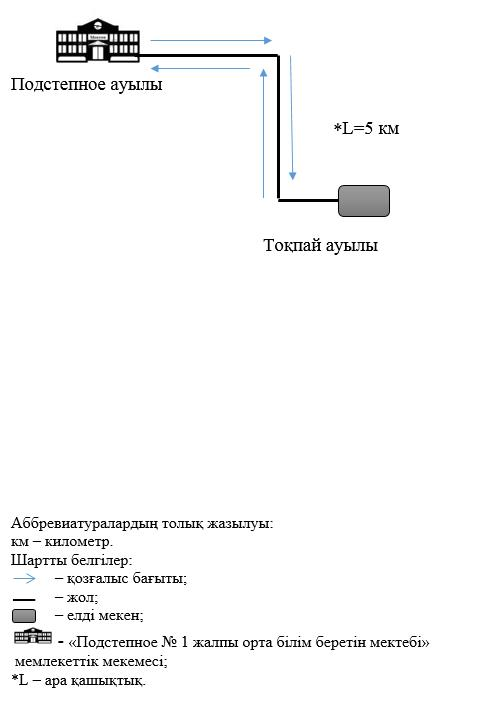 Подстепное ауылы
*L=5 км
Тоқпай ауылы
Аббревиатуралардың толық жазылуы:
км – километр.
Шартты белгілер:
– қозғалыс бағыты;
– жол;
– елді мекен;
- «Подстепное № 1 жалпы орта білім беретін мектебі»
мемлекеттік мекемесі;
*L – ара қашықтық.